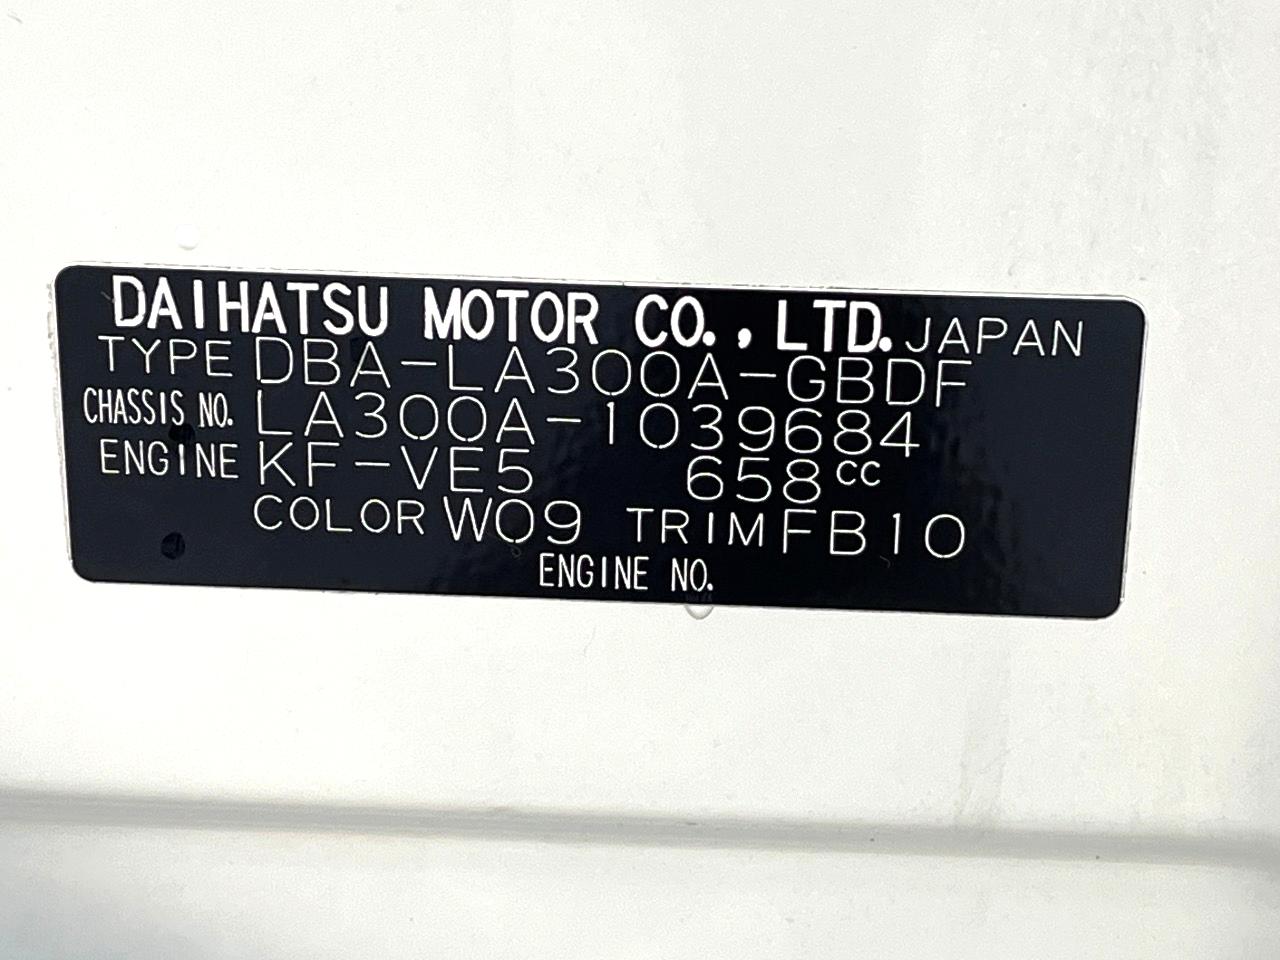 DAIHATSU MOTOR CO., LTD. JAPAN
TYPE DBA-LA300A-GBDF
CHASSIS NO. LA300A-1039684
ENGINE KF-VE5 658cc
COLOR W09 TRIM FB10
ENGINE NO.